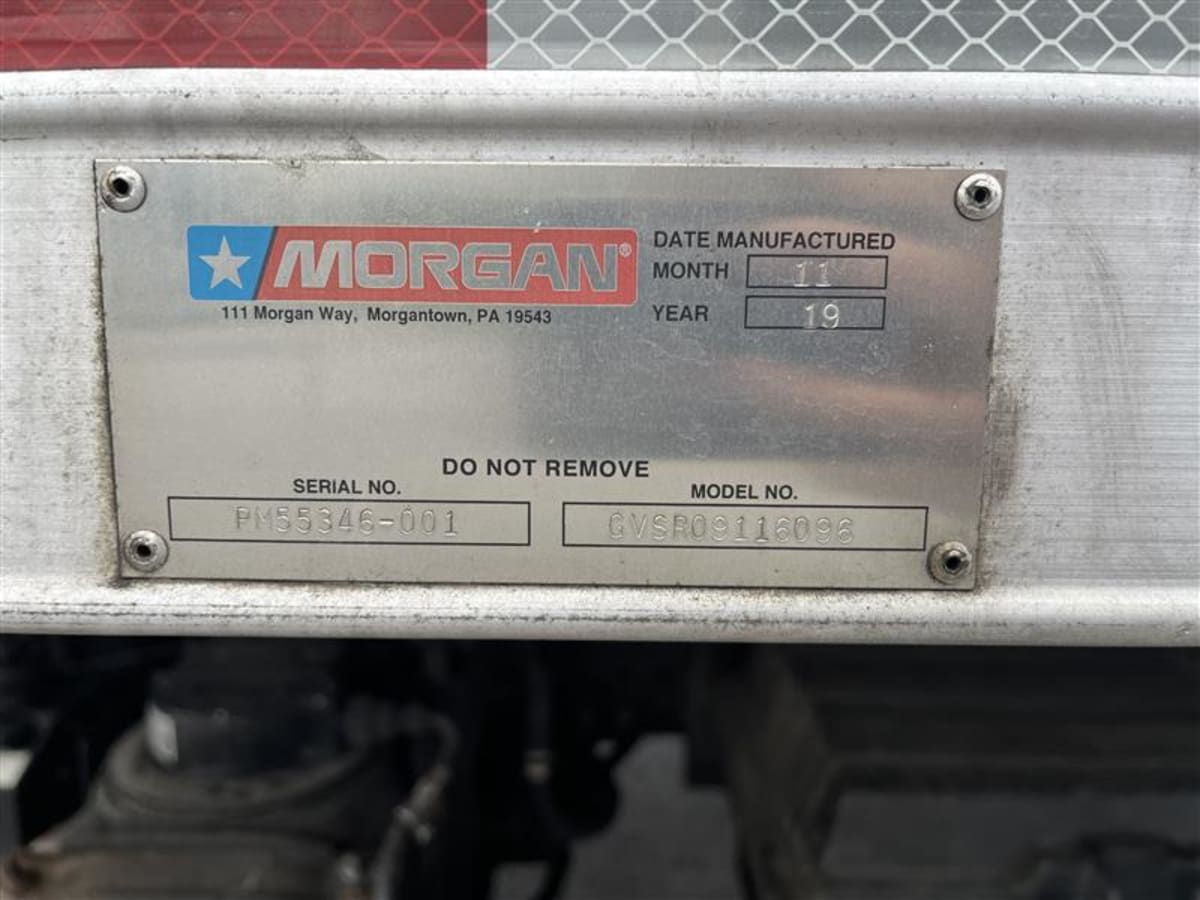 MORGAN®
111 Morgan Way, Morgantown, PA 19543
DATE MANUFACTURED
MONTH 11
YEAR 19
DO NOT REMOVE
SERIAL NO.
PM55346-001
MODEL NO.
GVSR09116096